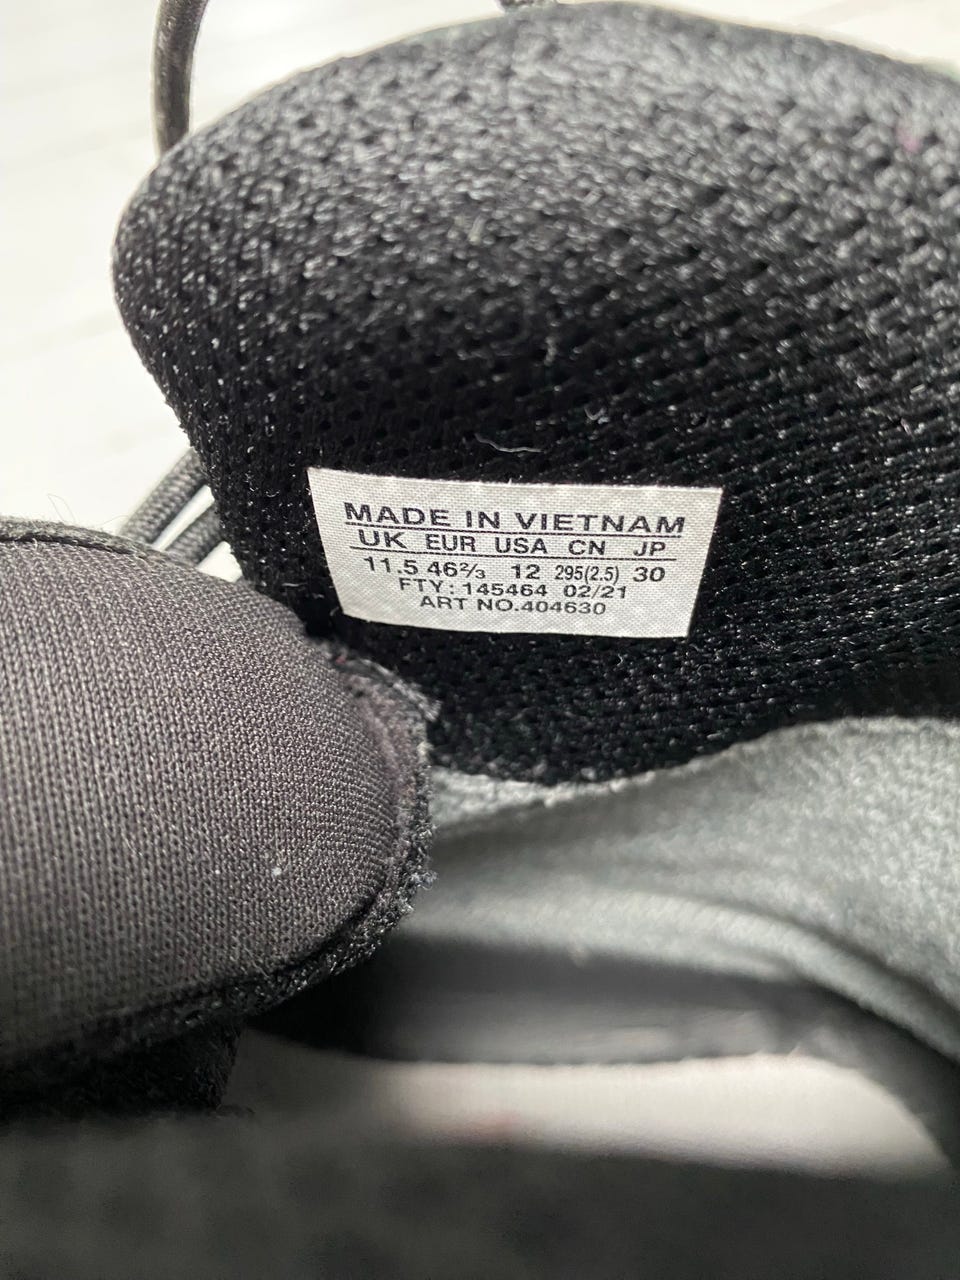 MADE IN VIETNAM
UK EUR USA CN JP
11.5 46⅔ 12 295(2.5) 30
FTY: 145464 02/21
ART NO.404630